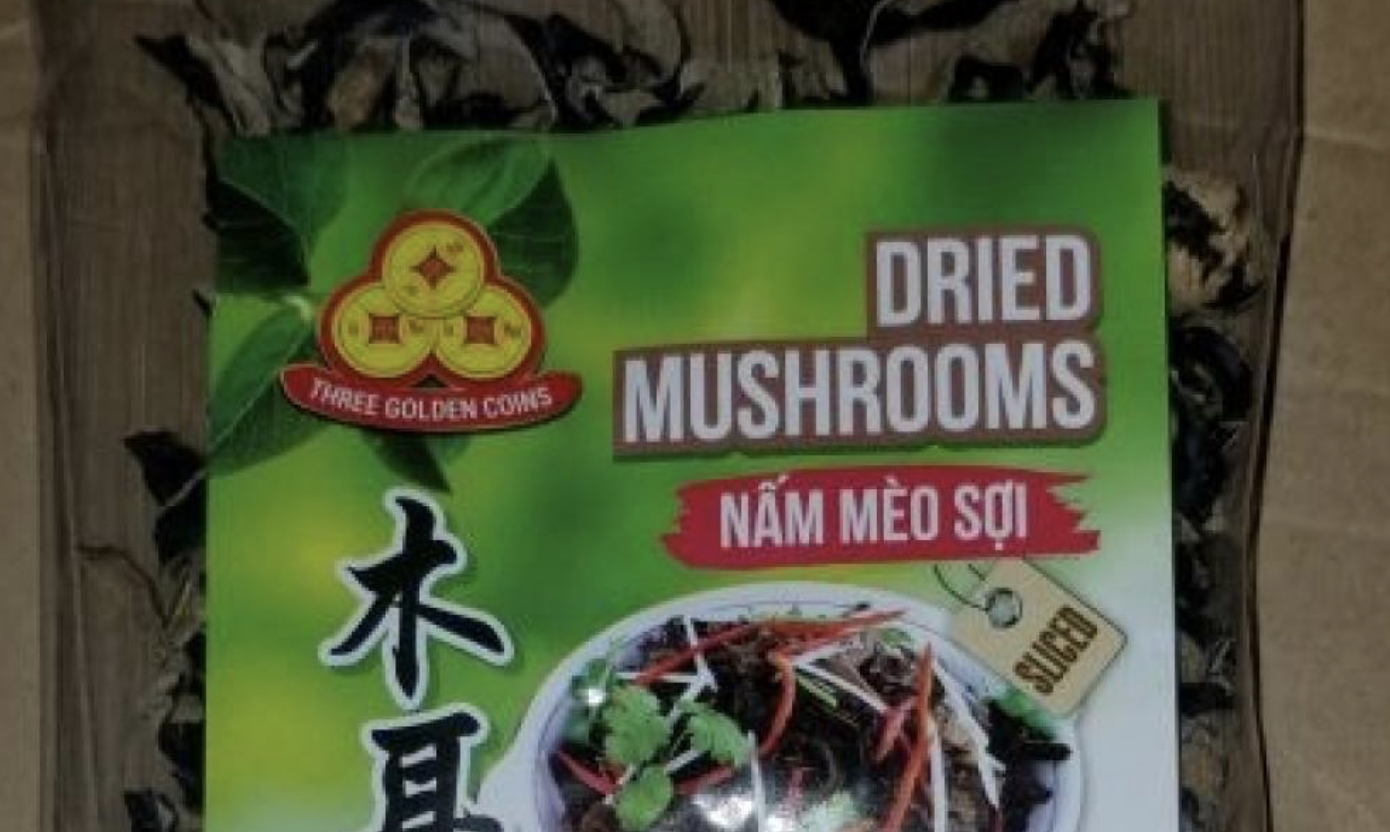 THREE GOLDEN COINS
DRIED
MUSHROOMS
NẤM MÈO SỢI
SLICED
木
耳